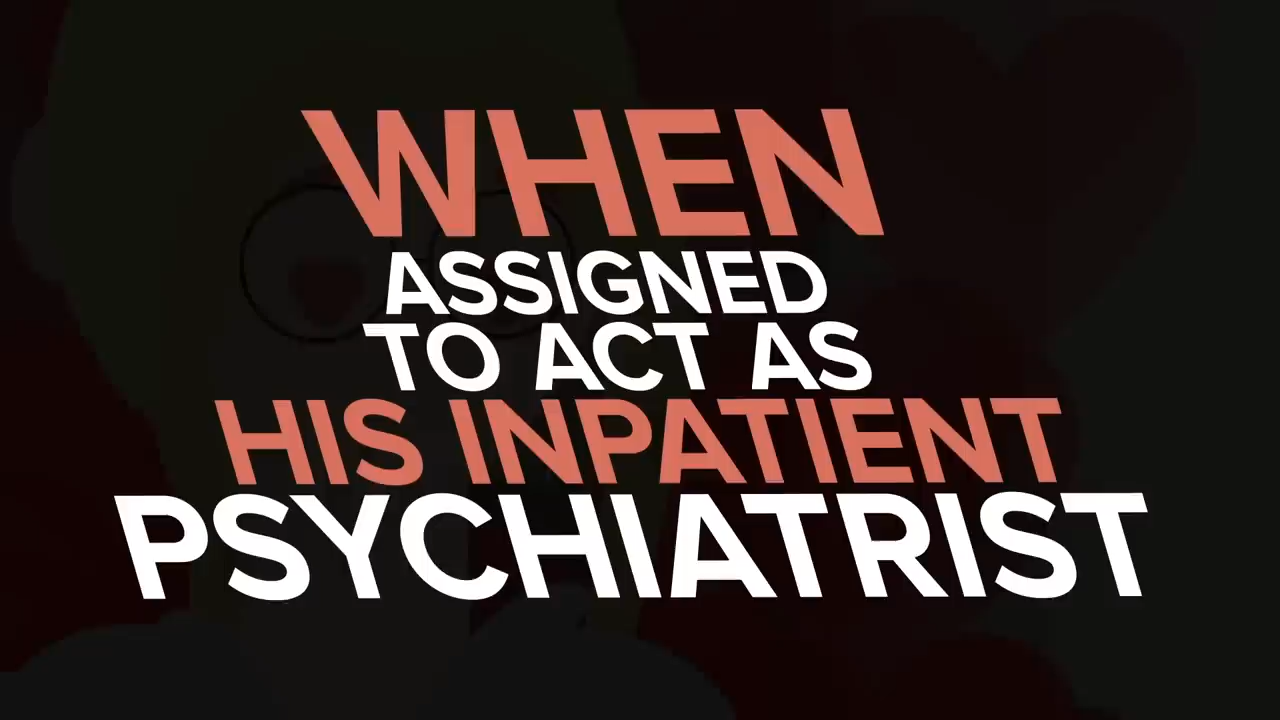 WHEN
ASSIGNED
TO ACT AS
HIS INPATIENT
PSYCHIATRIST